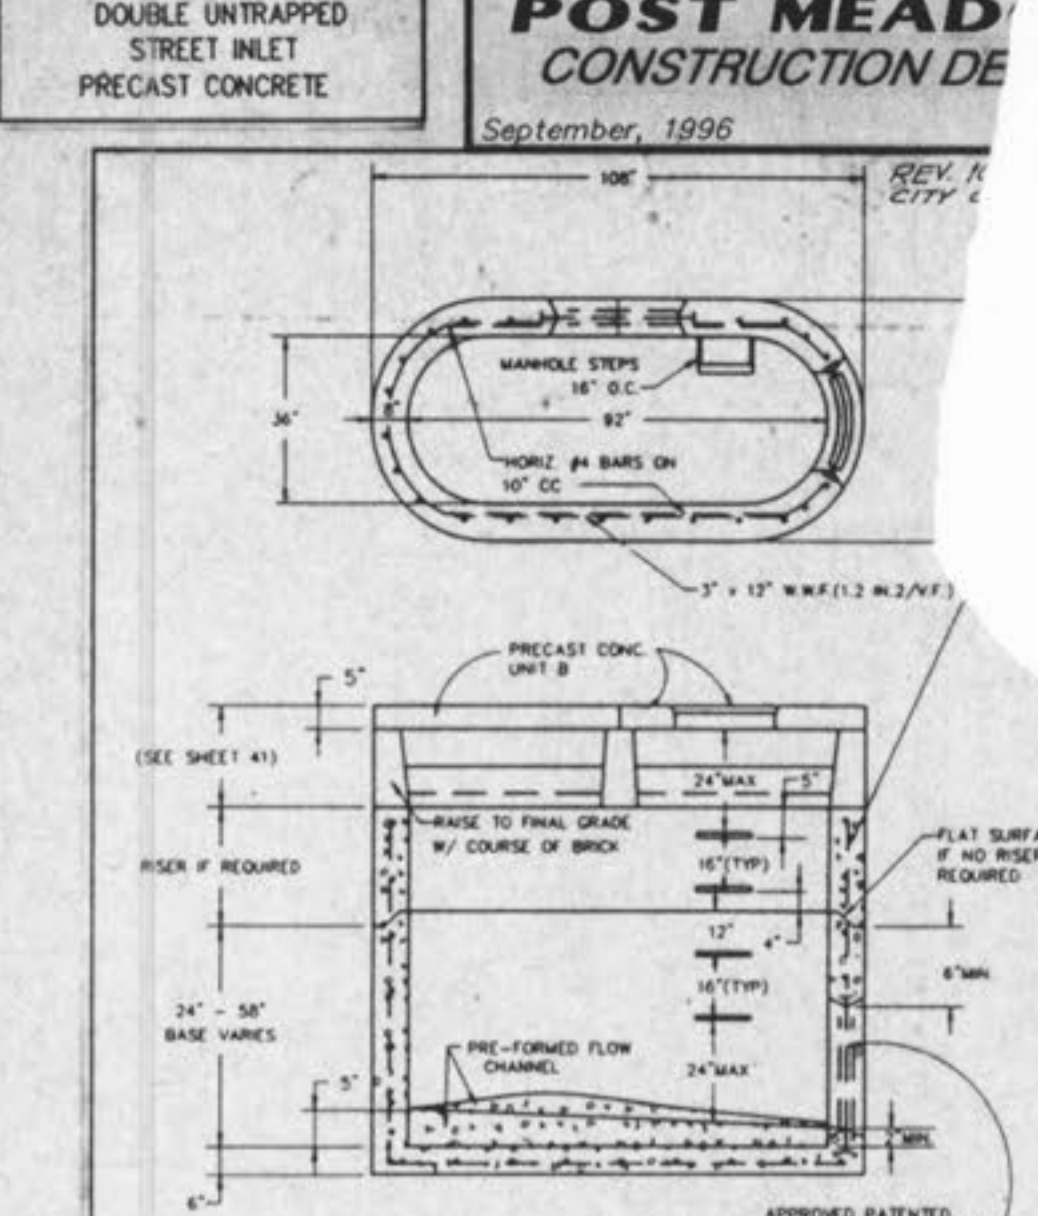 DOUBLE UNTRAPPED
STREET INLET
PRECAST CONCRETE
POST MEAD
CONSTRUCTION DE
September, 1996
REV.
CITY
108"
MANHOLE STEPS
16" O.C.
36"
92"
HORIZ. #4 BARS ON
10" CC
3" x 12" W.W.F.(1.2 IN.2/V.F.)
PRECAST CONC.
UNIT B
5"
(SEE SHEET 41)
24"MAX
5"
RAISE TO FINAL GRADE
W/ COURSE OF BRICK
FLAT SURFA
IF NO RISER
REQUIRED
RISER IF REQUIRED
16"(TYP)
12"
4"
6"MIN.
16"(TYP)
24" - 58"
BASE VARIES
PRE-FORMED FLOW
CHANNEL
24"MAX
5"
MIN.
6"
APPROVED PATENTED